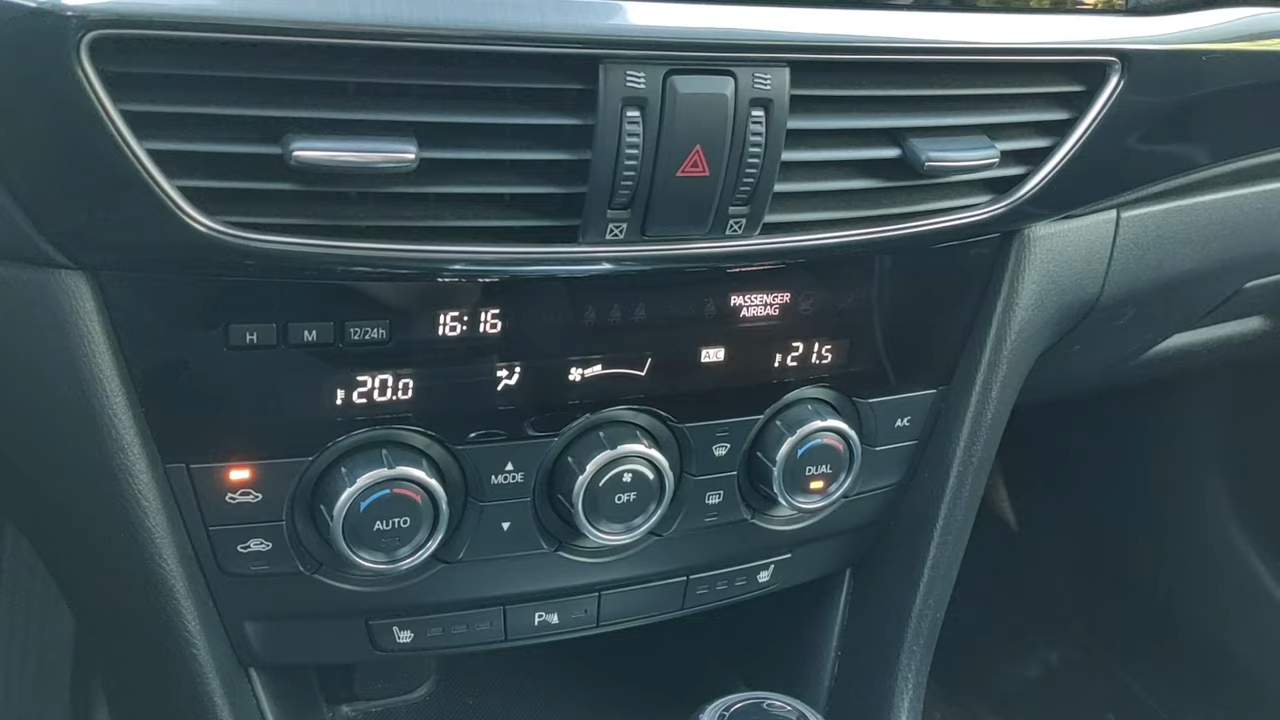 H
M
12/24h
16:16
PASSENGER
AIRBAG
20.0
A/C
21.5
MODE
AUTO
OFF
DUAL
A/C
P